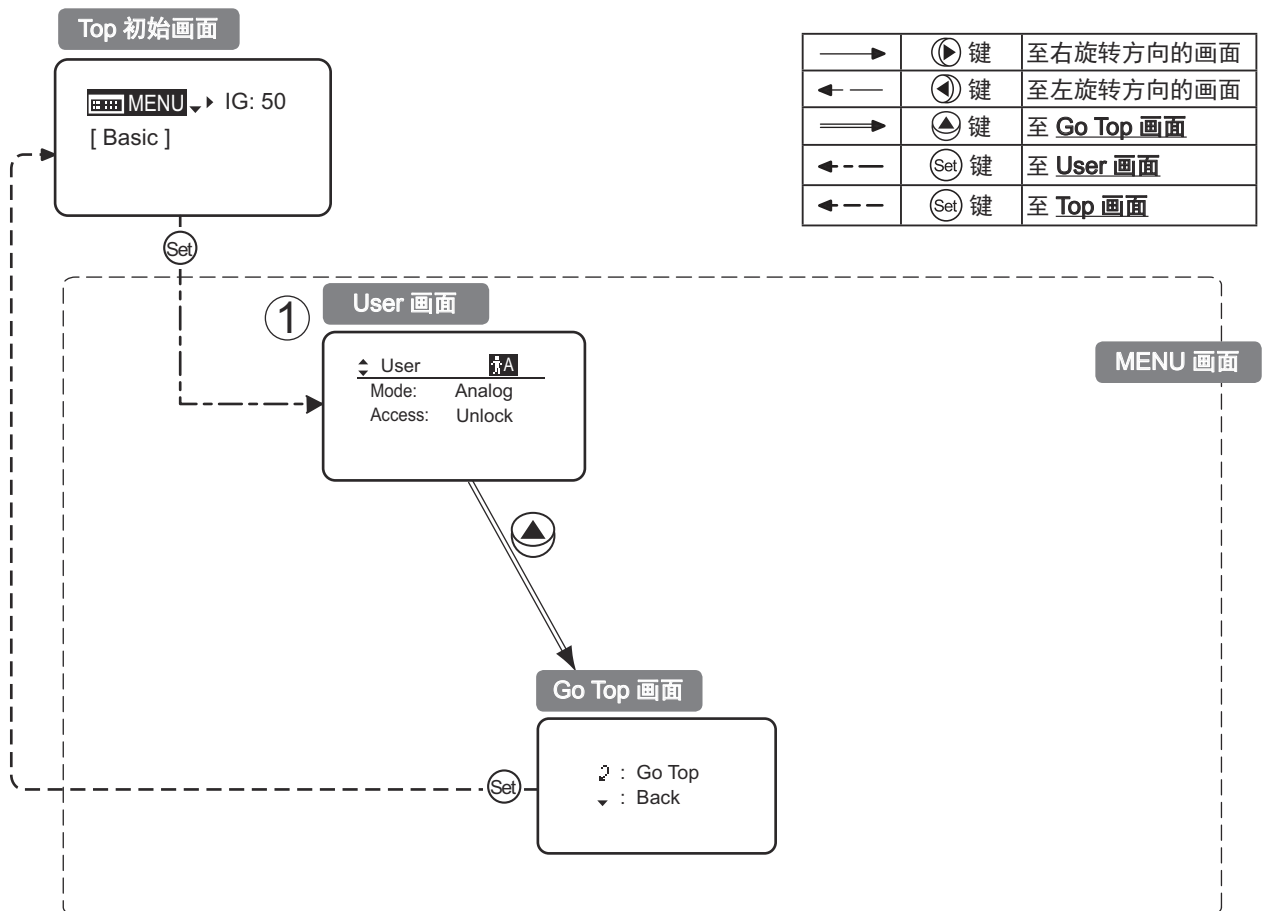 Top 初始画面
MENU IG: 50
[ Basic ]
键 至右旋转方向的画面
键 至左旋转方向的画面
键 至 Go Top 画面
Set 键 至 User 画面
Set 键 至 Top 画面
Set
1 User 画面
MENU 画面
User A
Mode: Analog
Access: Unlock
Go Top 画面
: Go Top
: Back
Set